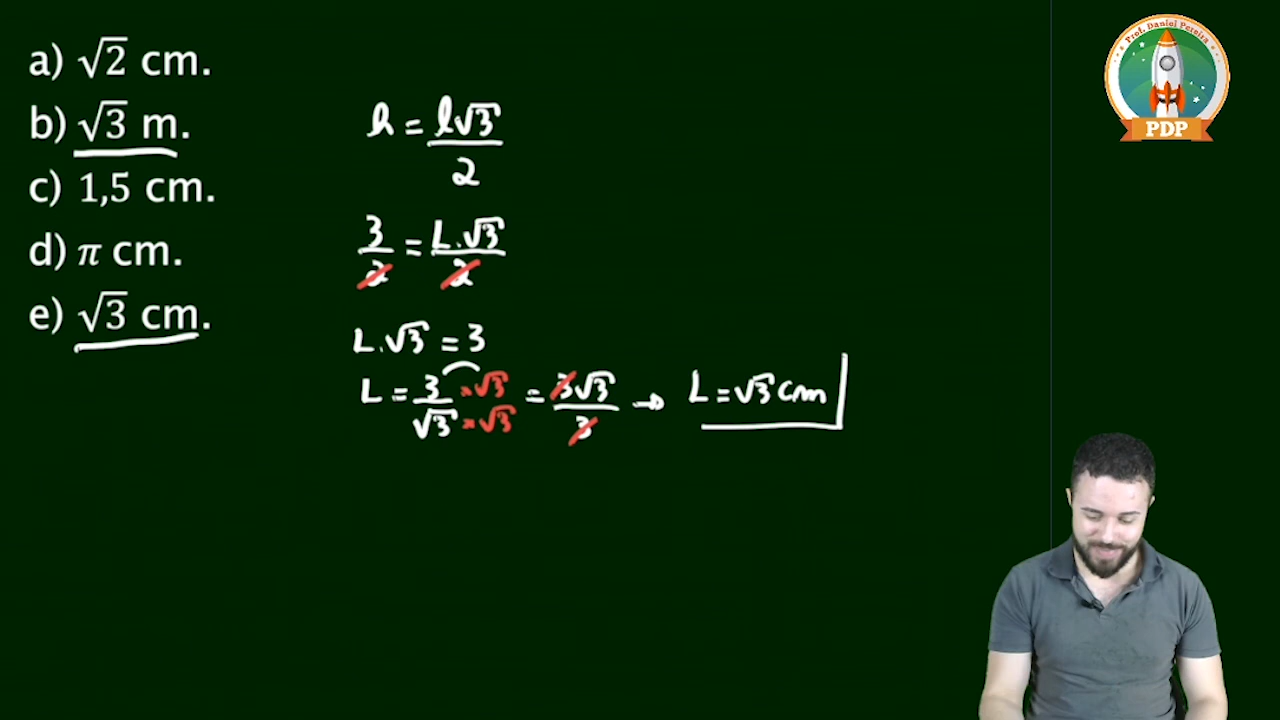 a) √2 cm.
b) √3 m.
c) 1,5 cm.
d) π cm.
e) √3 cm.
h = l√3/2
3/2 = L.√3/2
L.√3 = 3
L = 3/√3 ×√3/×√3 = 3√3/3 → L = √3 cm
Prof. Daniel Pereira
PDP